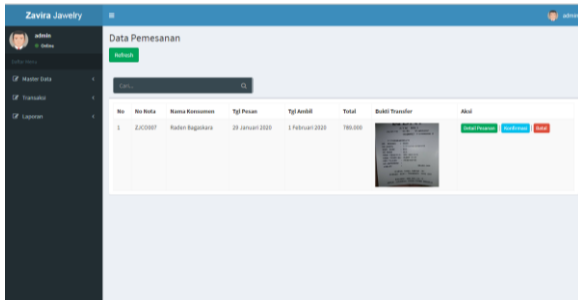 Zavira Jawelry
admin
admin
Online
Master Data
Transaksi
Laporan
Data Pemesanan
Refresh
Cari...
No No Nota Nama Konsumen Tgl Pesan Tgl Ambil Total Bukti Transfer Aksi
1 ZJCO007 Raden Bagaskara 29 Januari 2020 1 Februari 2020 789,000 Detail Pesanan Konfirmasi Batal